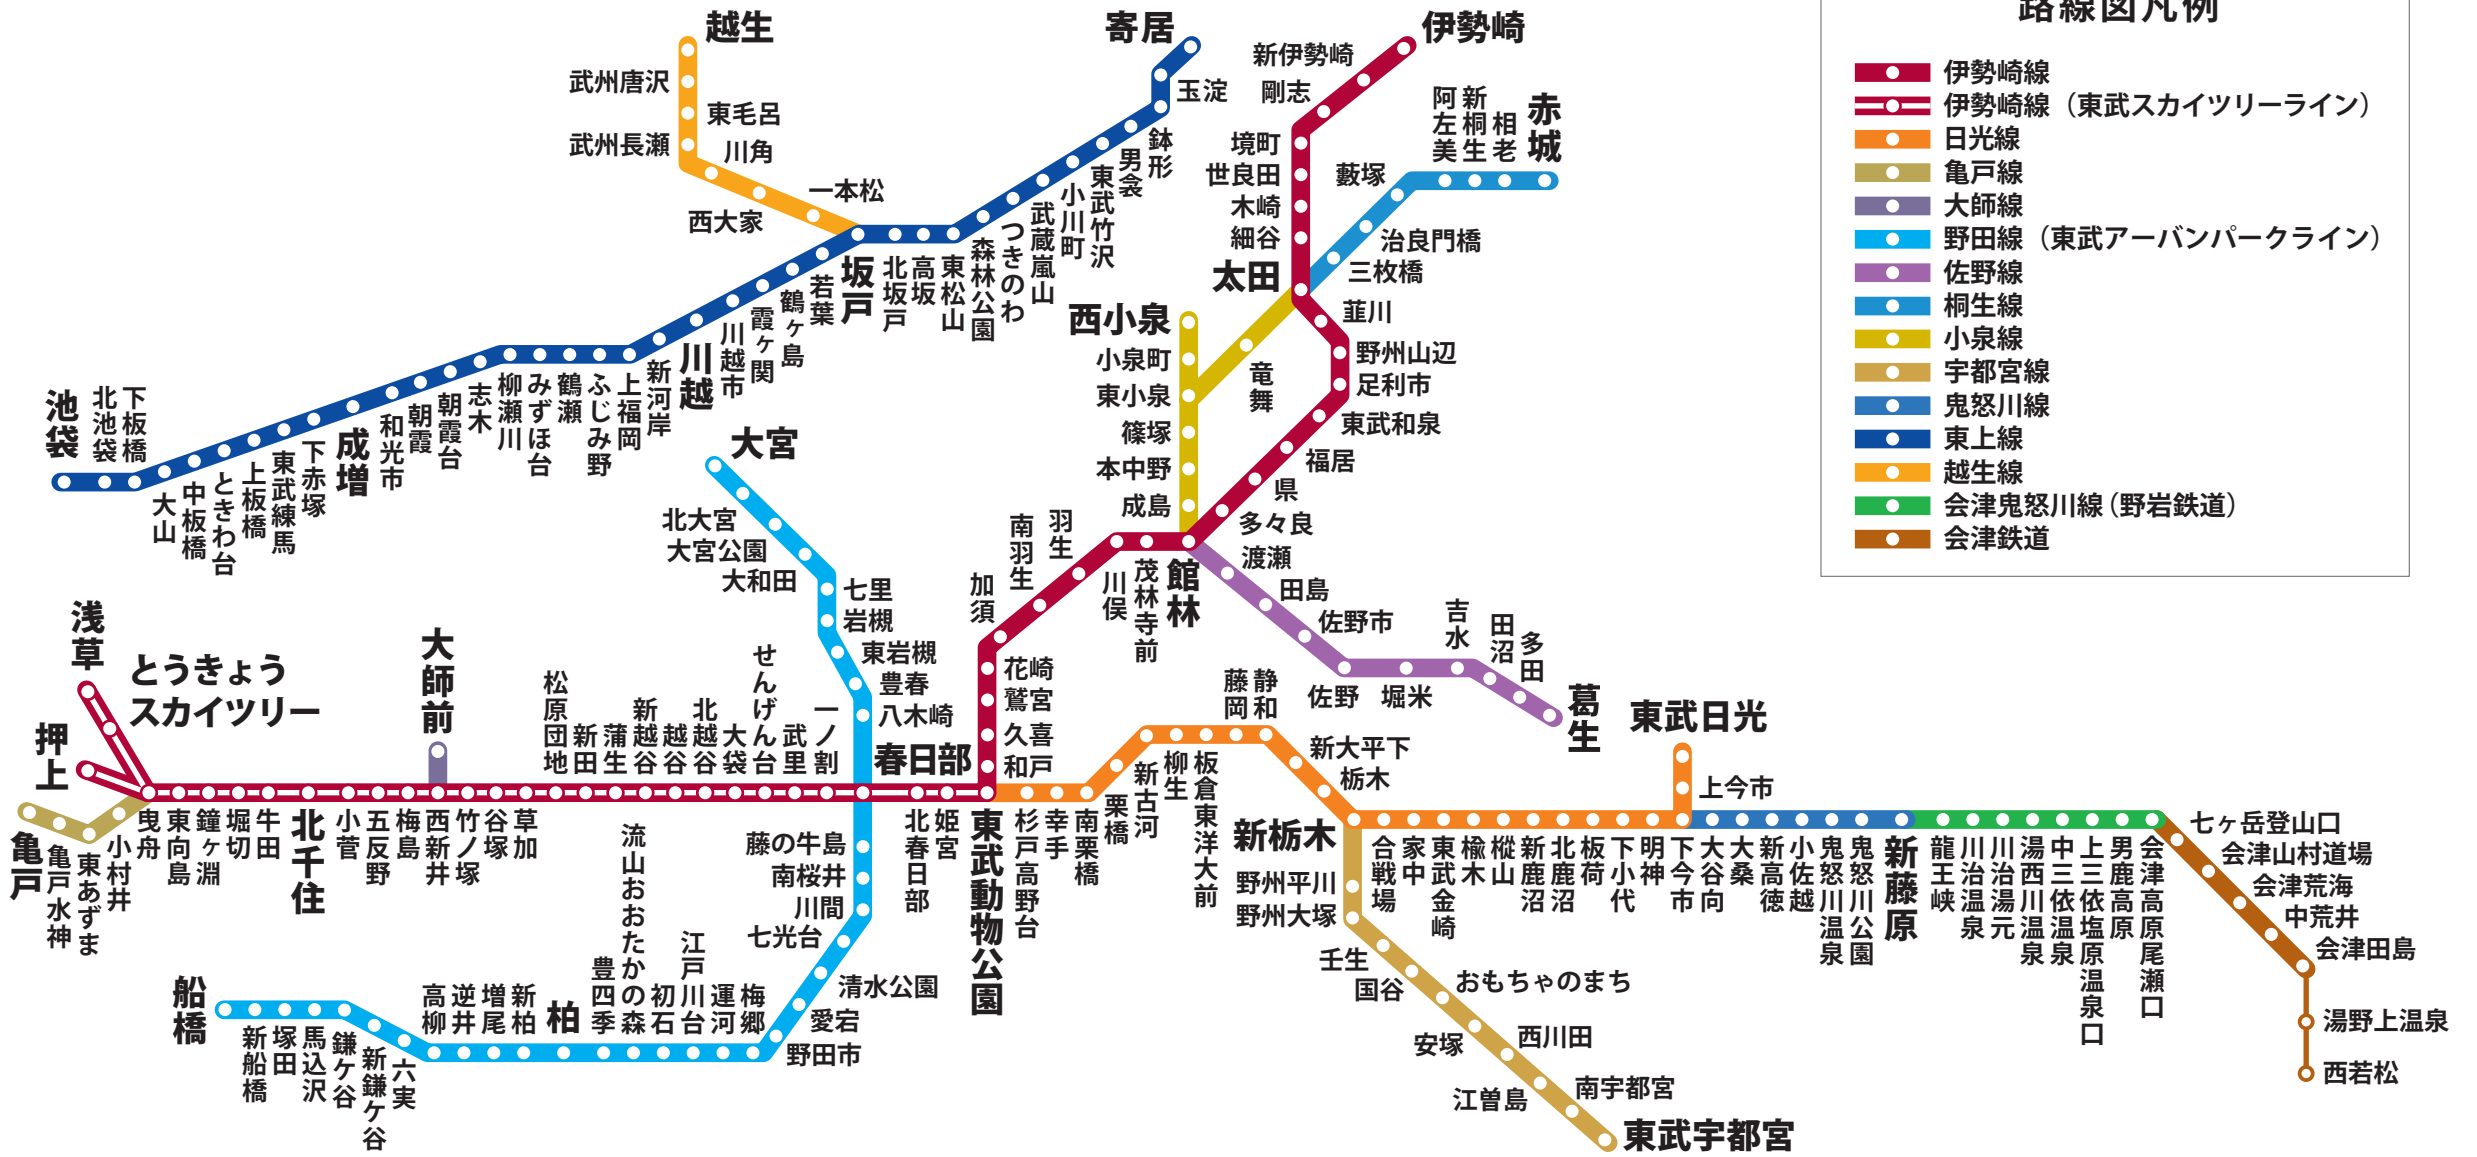 路線図凡例
伊勢崎線
伊勢崎線（東武スカイツリーライン）
日光線
亀戸線
大師線
野田線（東武アーバンパークライン）
佐野線
桐生線
小泉線
宇都宮線
鬼怒川線
東上線
越生線
会津鬼怒川線（野岩鉄道）
会津鉄道
越生
武州唐沢
東毛呂
武州長瀬
川角
西大家
一本松
寄居
玉淀
鉢形
男衾
東武竹沢
小川町
武蔵嵐山
つきのわ
森林公園
東松山
高坂
北坂戸
坂戸
若葉
鶴ヶ島
霞ヶ関
川越市
川越
新河岸
上福岡
ふじみ野
鶴瀬
みずほ台
柳瀬川
志木
朝霞台
朝霞
和光市
成増
下赤塚
東武練馬
上板橋
ときわ台
中板橋
大山
下板橋
北池袋
池袋
伊勢崎
新伊勢崎
剛志
境町
世良田
木崎
細谷
太田
韮川
野州山辺
足利市
東武和泉
福居
県
多々良
館林
茂林寺前
川俣
羽生
南羽生
加須
花崎
鷲宮
久喜
和戸
赤城
相老
新桐生
阿左美
藪塚
治良門橋
三枚橋
西小泉
小泉町
東小泉
竜舞
篠塚
本中野
成島
渡瀬
田島
佐野市
佐野
堀米
吉水
田沼
多田
葛生
大宮
北大宮
大宮公園
大和田
七里
岩槻
東岩槻
豊春
八木崎
春日部
藤の牛島
南桜井
川間
七光台
清水公園
愛宕
野田市
梅郷
運河
江戸川台
初石
流山おおたかの森
豊四季
柏
新柏
増尾
逆井
高柳
六実
新鎌ケ谷
鎌ケ谷
馬込沢
塚田
新船橋
船橋
浅草
とうきょう
スカイツリー
押上
曳舟
東向島
鐘ヶ淵
堀切
牛田
北千住
小菅
五反野
梅島
西新井
大師前
竹ノ塚
谷塚
草加
松原団地
新田
蒲生
新越谷
越谷
北越谷
大袋
せんげん台
武里
一ノ割
北春日部
姫宮
東武動物公園
亀戸
亀戸水神
東あずま
小村井
杉戸高野台
幸手
南栗橋
栗橋
新古河
柳生
板倉東洋大前
藤岡
静和
新大平下
栃木
新栃木
合戦場
家中
東武金崎
楡木
樅山
新鹿沼
北鹿沼
板荷
下小代
明神
下今市
上今市
東武日光
大谷向
大桑
新高徳
小佐越
鬼怒川温泉
鬼怒川公園
新藤原
龍王峡
川治温泉
川治湯元
湯西川温泉
中三依温泉
上三依塩原温泉口
男鹿高原
会津高原尾瀬口
七ヶ岳登山口
会津山村道場
会津荒海
中荒井
会津田島
湯野上温泉
西若松
野州平川
野州大塚
壬生
国谷
おもちゃのまち
安塚
西川田
江曽島
南宇都宮
東武宇都宮